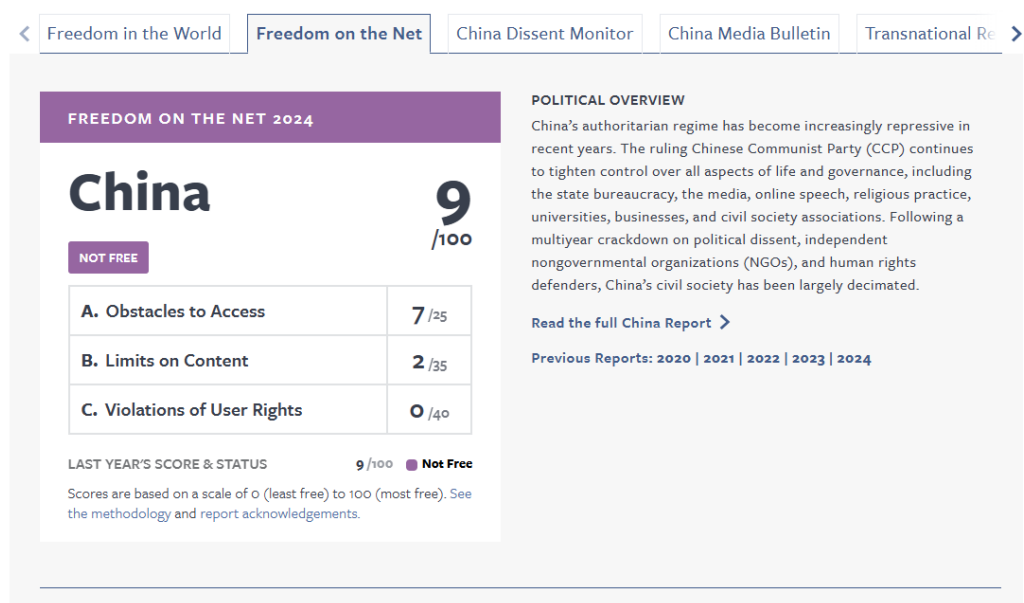 Freedom in the World
Freedom on the Net
China Dissent Monitor
China Media Bulletin
Transnational Re
FREEDOM ON THE NET 2024
China
9
/100
NOT FREE
A. Obstacles to Access 7 /25
B. Limits on Content 2 /35
C. Violations of User Rights 0 /40
LAST YEAR'S SCORE & STATUS 9 /100 Not Free
Scores are based on a scale of 0 (least free) to 100 (most free). See
the methodology and report acknowledgements.
POLITICAL OVERVIEW
China's authoritarian regime has become increasingly repressive in
recent years. The ruling Chinese Communist Party (CCP) continues
to tighten control over all aspects of life and governance, including
the state bureaucracy, the media, online speech, religious practice,
universities, businesses, and civil society associations. Following a
multiyear crackdown on political dissent, independent
nongovernmental organizations (NGOs), and human rights
defenders, China's civil society has been largely decimated.
Read the full China Report
Previous Reports: 2020 | 2021 | 2022 | 2023 | 2024